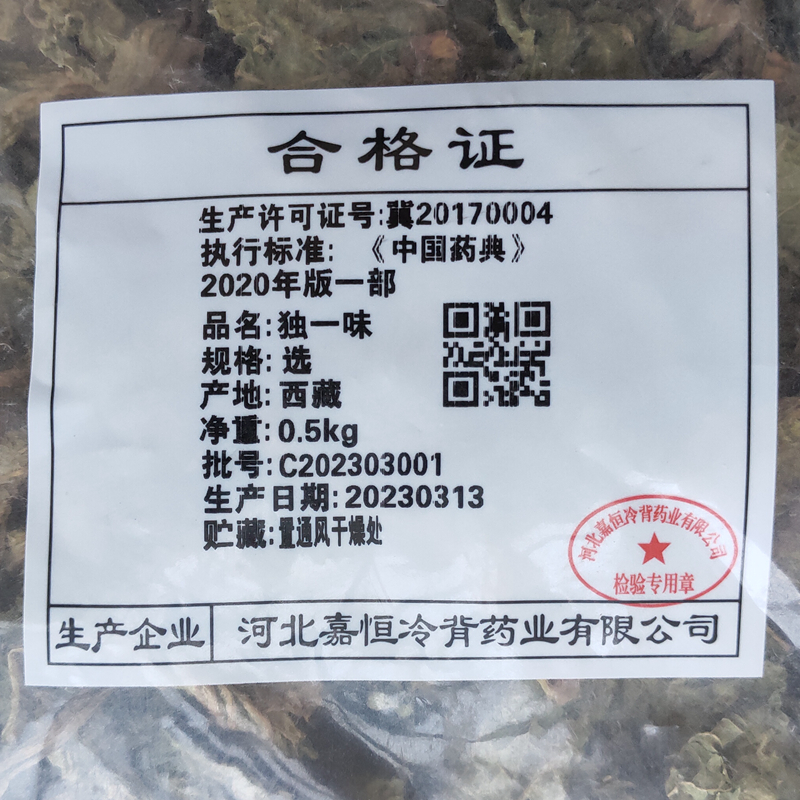 合格证
生产许可证号:冀20170004
执行标准: 《中国药典》
2020年版一部
品名:独一味
规格:选
产地:西藏
净重:0.5kg
批号:C202303001
生产日期:20230313
贮藏:置通风干燥处
河北嘉恒冷背药业有限公司
检验专用章
生产企业 河北嘉恒冷背药业有限公司